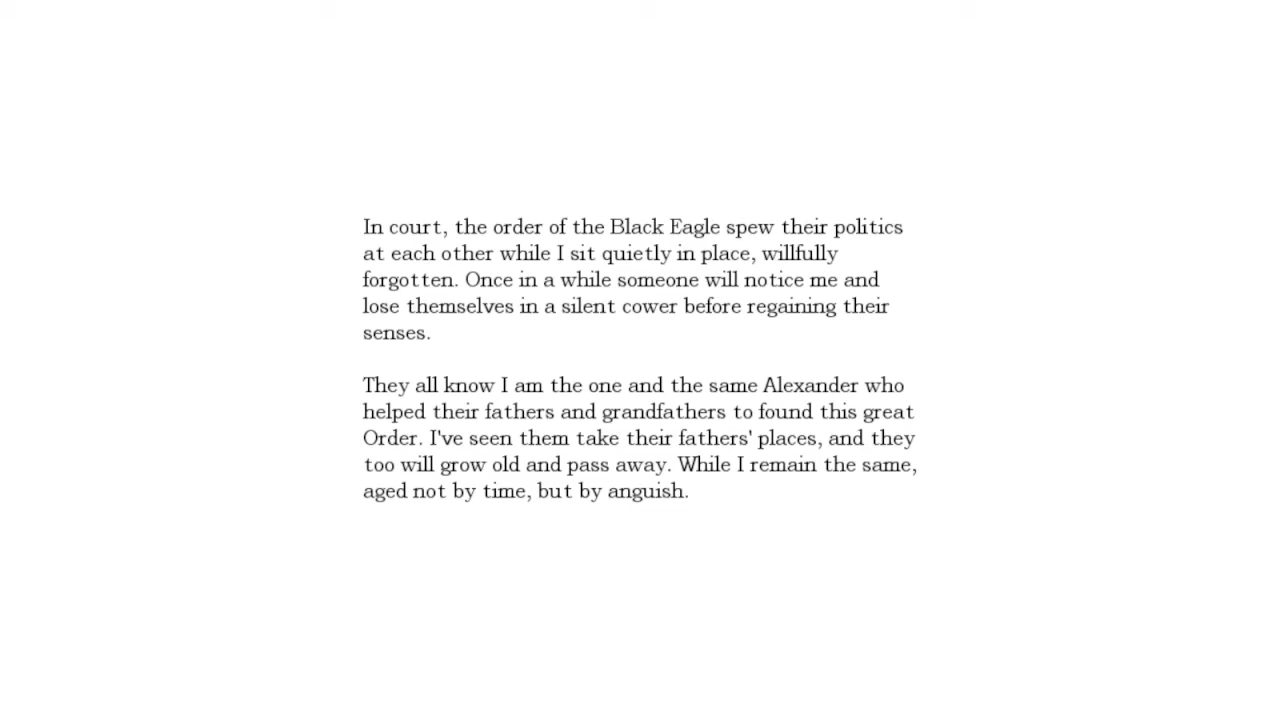 In court, the order of the Black Eagle spew their politics
at each other while I sit quietly in place, willfully
forgotten. Once in a while someone will notice me and
lose themselves in a silent cower before regaining their
senses.
They all know I am the one and the same Alexander who
helped their fathers and grandfathers to found this great
Order. I've seen them take their fathers' places, and they
too will grow old and pass away. While I remain the same,
aged not by time, but by anguish.